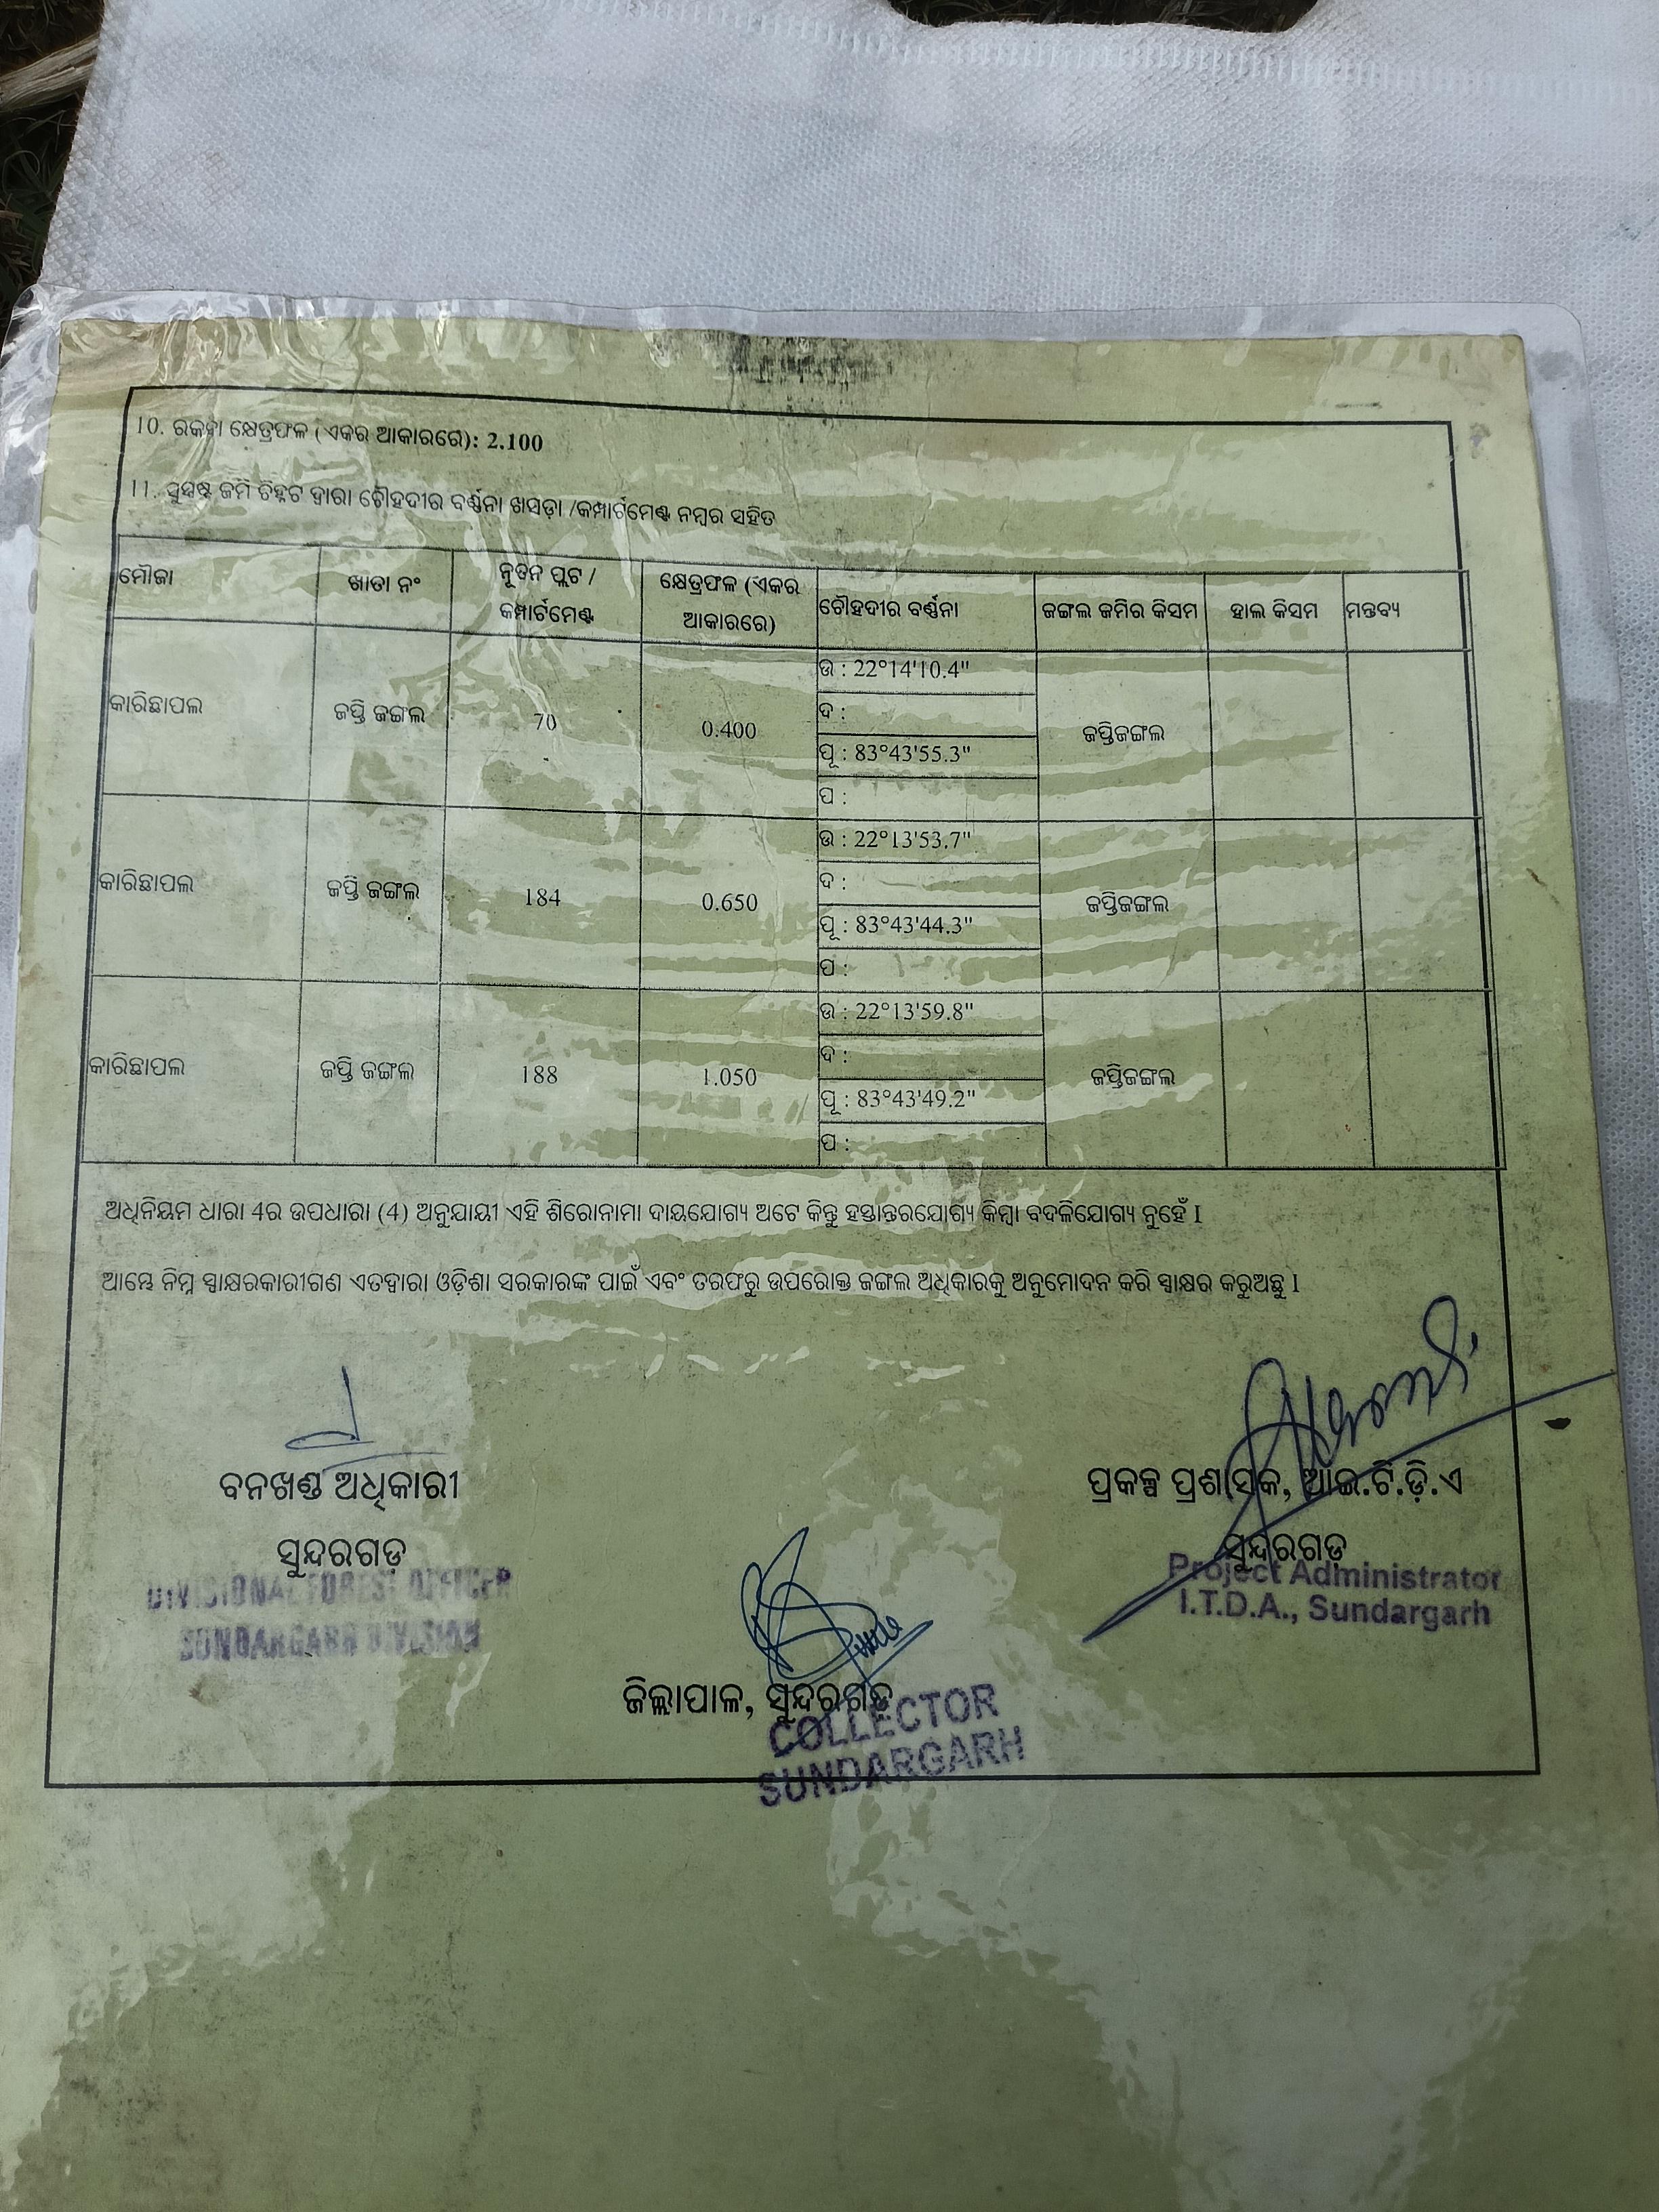 10. ରକବା କ୍ଷେତ୍ରଫଳ (ଏକର ଆକାରରେ): 2.100
11. ସୁସ୍ପଷ୍ଟ ଜମି ଚିହ୍ନଟ ଦ୍ୱାରା ଚୌହଦୀର ବର୍ଣ୍ଣନା ଖସଡ଼ା /କମ୍ପାର୍ଟମେଣ୍ଟ ନମ୍ବର ସହିତ
ମୌଜା ଖାତା ନଂ ନୂତନ ପ୍ଲଟ / କମ୍ପାର୍ଟମେଣ୍ଟ କ୍ଷେତ୍ରଫଳ (ଏକର ଆକାରରେ) ଚୌହଦୀର ବର୍ଣ୍ଣନା ଜଙ୍ଗଲ ଜମିର କିସମ ହାଲ କିସମ ମନ୍ତବ୍ୟ
କାରିଛାପଲ ଜପ୍ତି ଜଙ୍ଗଲ 70 0.400 ଉ : 22°14'10.4" ଜପ୍ତିଜଙ୍ଗଲ
ଦ :
ପୂ : 83°43'55.3"
ପ :
କାରିଛାପଲ ଜପ୍ତି ଜଙ୍ଗଲ 184 0.650 ଉ : 22°13'53.7" ଜପ୍ତିଜଙ୍ଗଲ
ଦ :
ପୂ : 83°43'44.3"
ପ :
କାରିଛାପଲ ଜପ୍ତି ଜଙ୍ଗଲ 188 1.050 ଉ : 22°13'59.8" ଜପ୍ତିଜଙ୍ଗଲ
ଦ :
ପୂ : 83°43'49.2"
ପ :
ଅଧିନିୟମ ଧାରା 4ର ଉପଧାରା (4) ଅନୁଯାୟୀ ଏହି ଶିରୋନାମା ଦାୟଯୋଗ୍ୟ ଅଟେ କିନ୍ତୁ ହସ୍ତାନ୍ତରଯୋଗ୍ୟ କିମ୍ବା ବଦଳିଯୋଗ୍ୟ ନୁହେଁ I
ଆମ୍ଭେ ନିମ୍ନ ସ୍ୱାକ୍ଷରକାରୀଗଣ ଏତଦ୍ୱାରା ଓଡ଼ିଶା ସରକାରଙ୍କ ପାଇଁ ଏବଂ ତରଫରୁ ଉପରୋକ୍ତ ଜଙ୍ଗଲ ଅଧିକାରକୁ ଅନୁମୋଦନ କରି ସ୍ୱାକ୍ଷର କରୁଅଛୁ I
ବନଖଣ୍ଡ ଅଧିକାରୀ
ସୁନ୍ଦରଗଡ଼
DIVISIONAL FOREST OFFICER
SUNDARGARH DIVISION
ପ୍ରକଳ୍ପ ପ୍ରଶାସକ, ଆଇ.ଟି.ଡ଼ି.ଏ
ସୁନ୍ଦରଗଡ଼
Project Administrator
I.T.D.A., Sundargarh
ଜିଲ୍ଲାପାଳ, ସୁନ୍ଦରଗଡ଼
COLLECTOR
SUNDARGARH